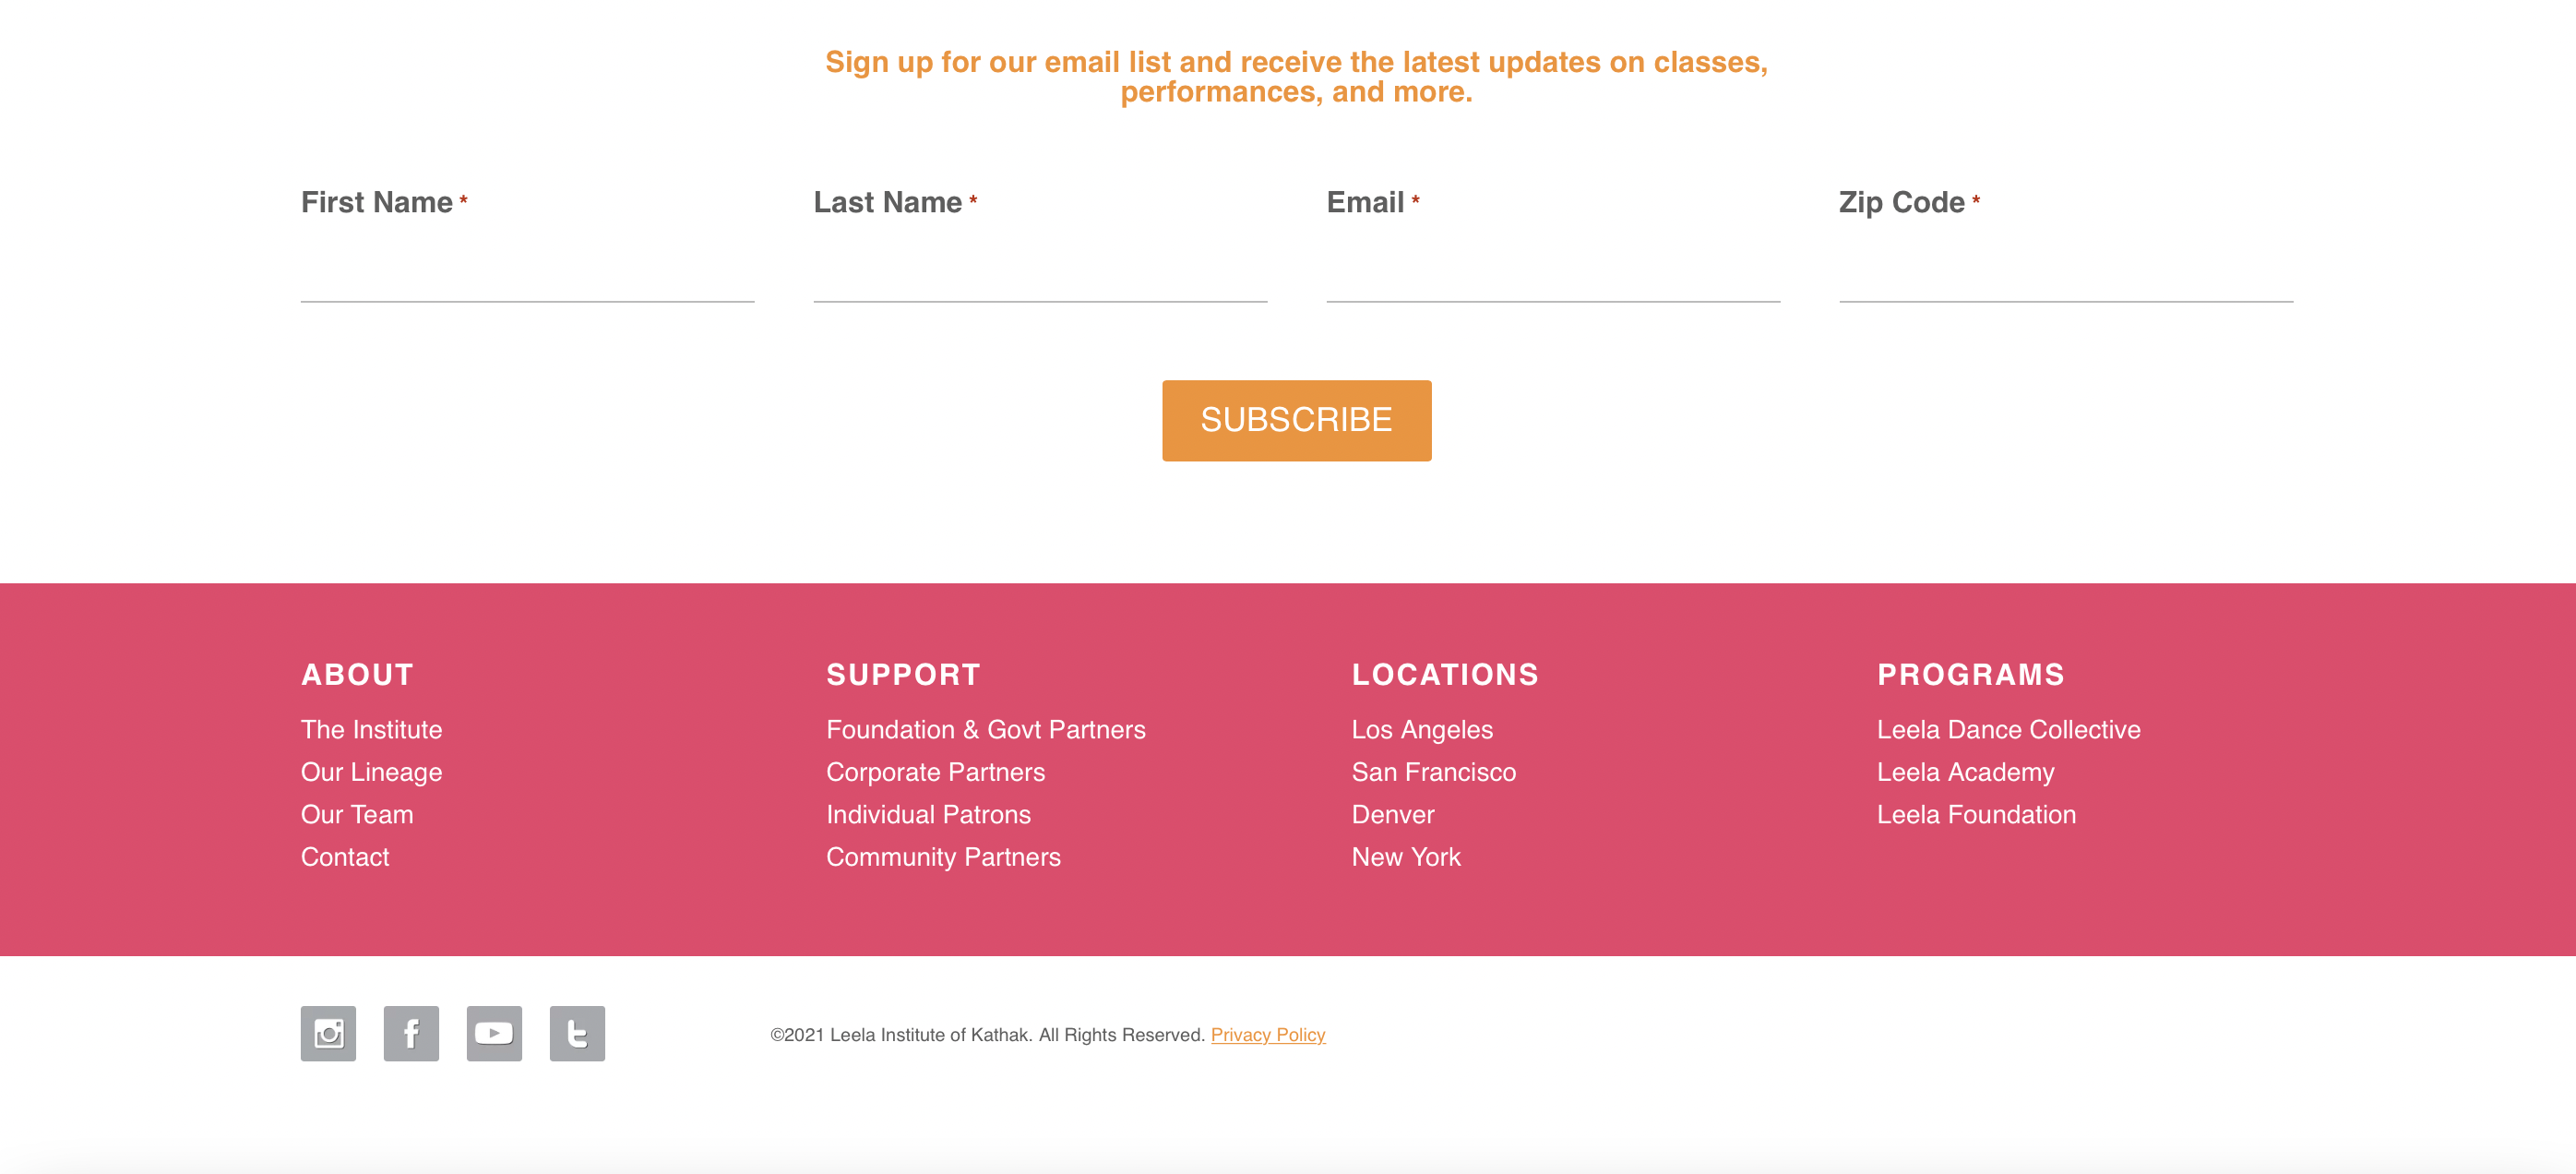 Sign up for our email list and receive the latest updates on classes,
performances, and more.
First Name *
Last Name *
Email *
Zip Code *
SUBSCRIBE
ABOUT
The Institute
Our Lineage
Our Team
Contact
SUPPORT
Foundation & Govt Partners
Corporate Partners
Individual Patrons
Community Partners
LOCATIONS
Los Angeles
San Francisco
Denver
New York
PROGRAMS
Leela Dance Collective
Leela Academy
Leela Foundation
©2021 Leela Institute of Kathak. All Rights Reserved. Privacy Policy